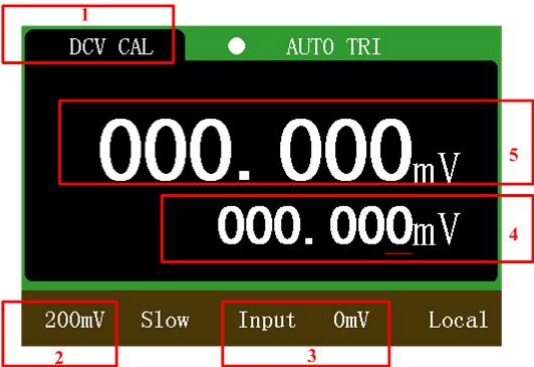 1
DCV CAL AUTO TRI
000.000mV 5
000.000mV 4
200mV Slow Input 0mV Local
2 3